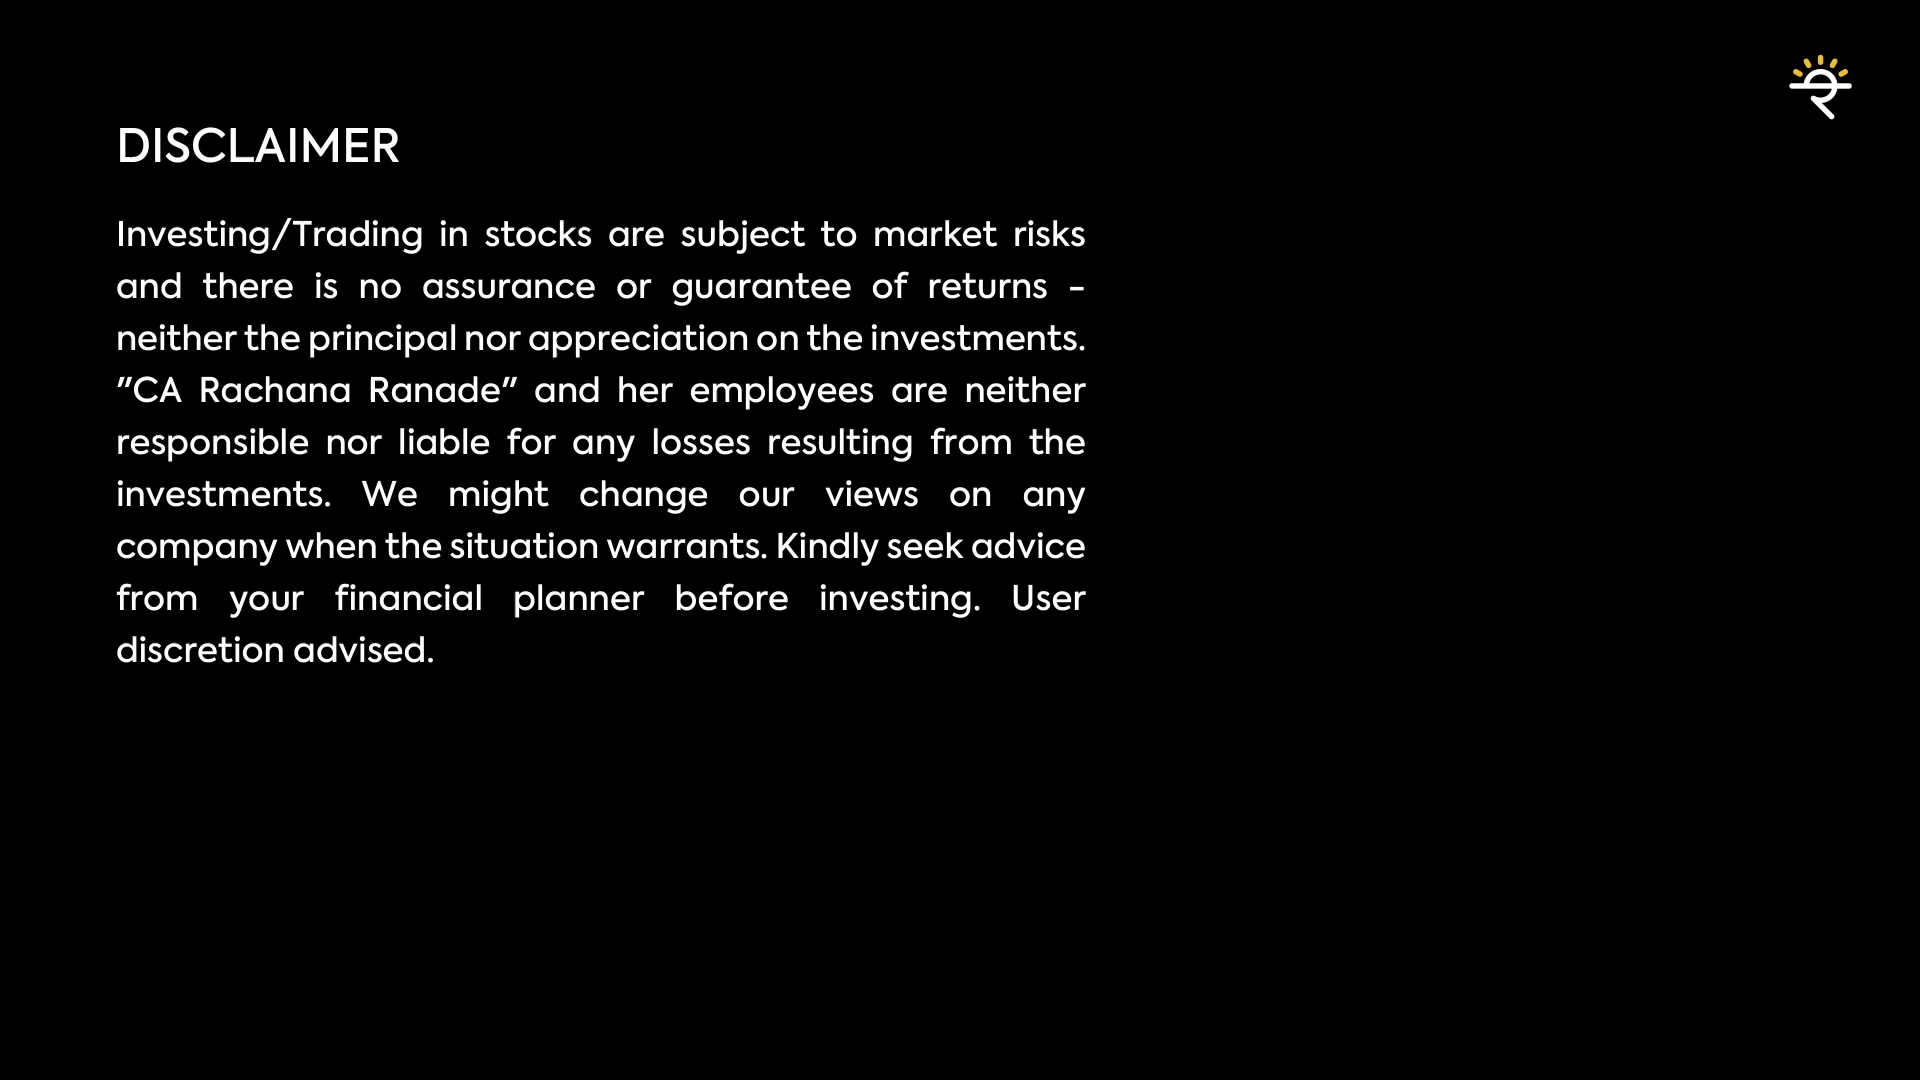 DISCLAIMER
Investing/Trading in stocks are subject to market risks
and there is no assurance or guarantee of returns -
neither the principal nor appreciation on the investments.
"CA Rachana Ranade" and her employees are neither
responsible nor liable for any losses resulting from the
investments. We might change our views on any
company when the situation warrants. Kindly seek advice
from your financial planner before investing. User
discretion advised.